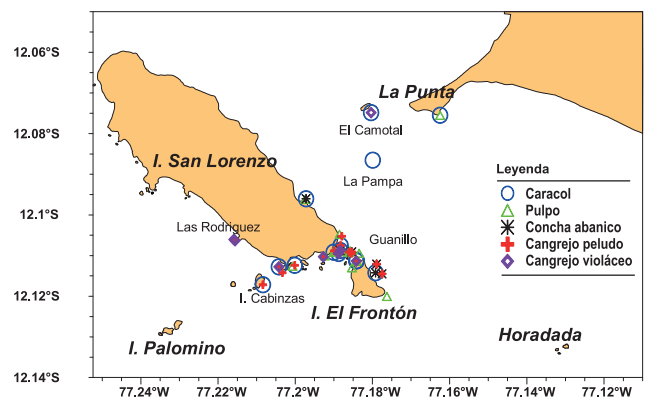 12.06°S
12.08°S
12.1°S
12.12°S
12.14°S
La Punta
El Camotal
I. San Lorenzo
La Pampa
Las Rodriguez
Guanillo
I. Cabinzas
I. El Frontón
I. Palomino
Horadada
Leyenda
Caracol
Pulpo
Concha abanico
Cangrejo peludo
Cangrejo violáceo
77.24°W 77.22°W 77.2°W 77.18°W 77.16°W 77.14°W 77.12°W